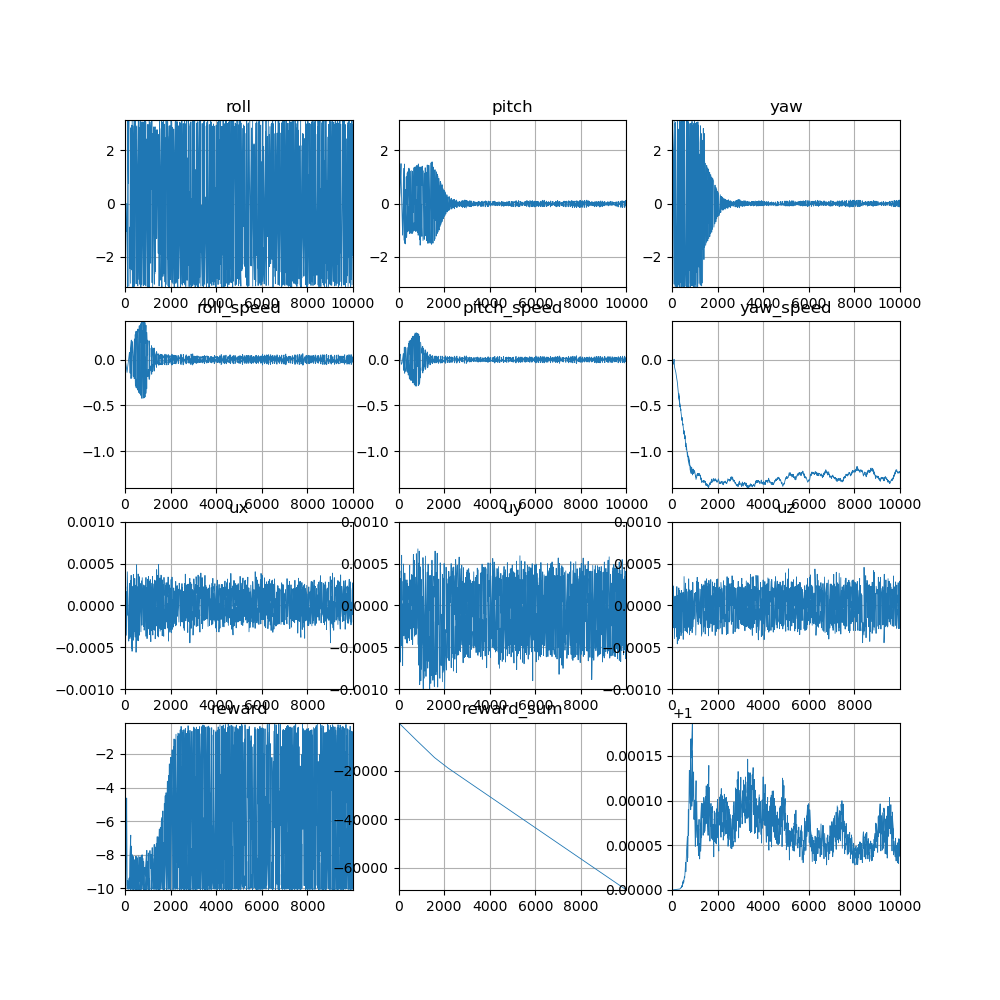 roll pitch yaw
2 2 2
0 0 0
−2 −2 −2
0 2000 4000 6000 8000 10000 0 2000 4000 6000 8000 10000 0 2000 4000 6000 8000 10000
roll_speed pitch_speed yaw_speed
0.0 0.0 0.0
−0.5 −0.5 −0.5
−1.0 −1.0 −1.0
0 2000 4000 6000 8000 10000 0 2000 4000 6000 8000 10000 0 2000 4000 6000 8000 10000
ux uy uz
0.0010 0.0010 0.0010
0.0005 0.0005 0.0005
0.0000 0.0000 0.0000
−0.0005 −0.0005 −0.0005
−0.0010 −0.0010 −0.0010
0 2000 4000 6000 8000 10000 0 2000 4000 6000 8000 10000 0 2000 4000 6000 8000 10000
reward reward_sum +1
−2 −20000 0.00015
−4 −40000 0.00010
−6 −60000 0.00005
−8 0.00000
−10
0 2000 4000 6000 8000 0 2000 4000 6000 8000 0 2000 4000 6000 8000 10000